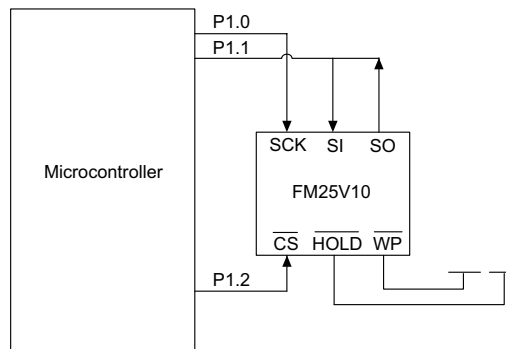 P1.0
P1.1
SCK SI SO
Microcontroller
FM25V10
CS HOLD WP
P1.2